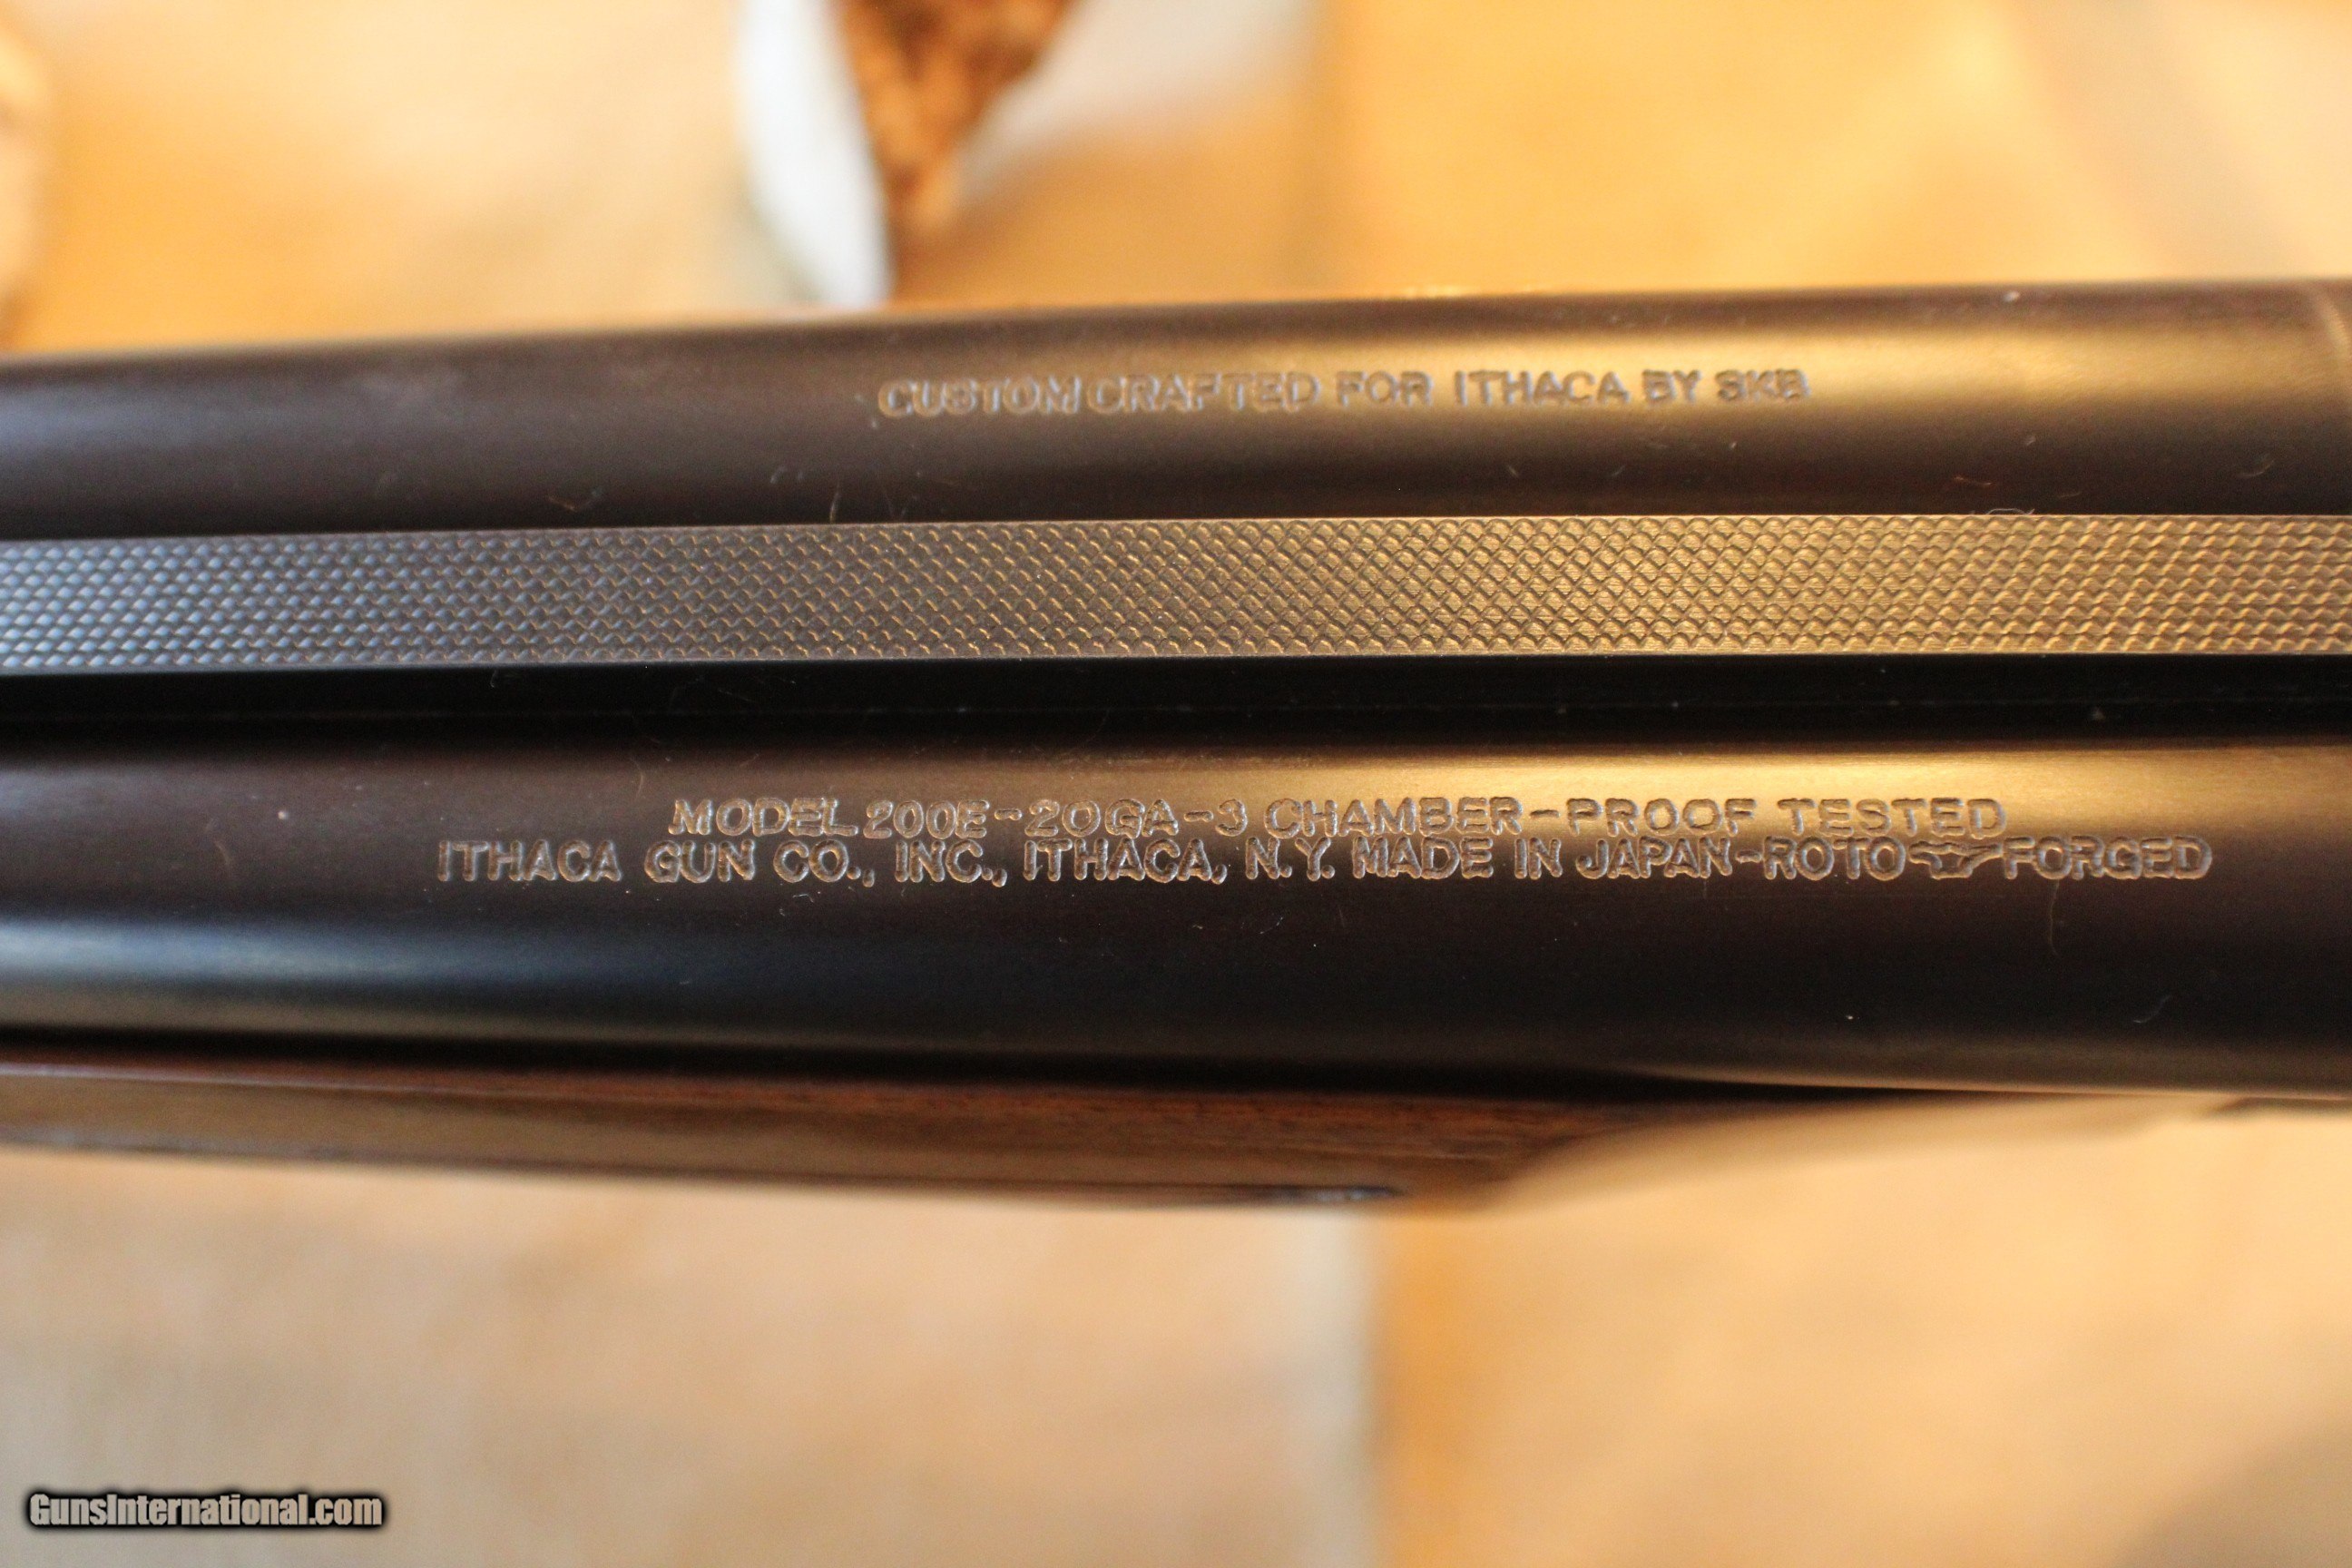 CUSTOM CRAFTED FOR ITHACA BY SKB
MODEL 200E-20GA-3 CHAMBER-PROOF TESTED
ITHACA GUN CO., INC., ITHACA, N.Y. MADE IN JAPAN-ROTO FORGED
GunsInternational.com